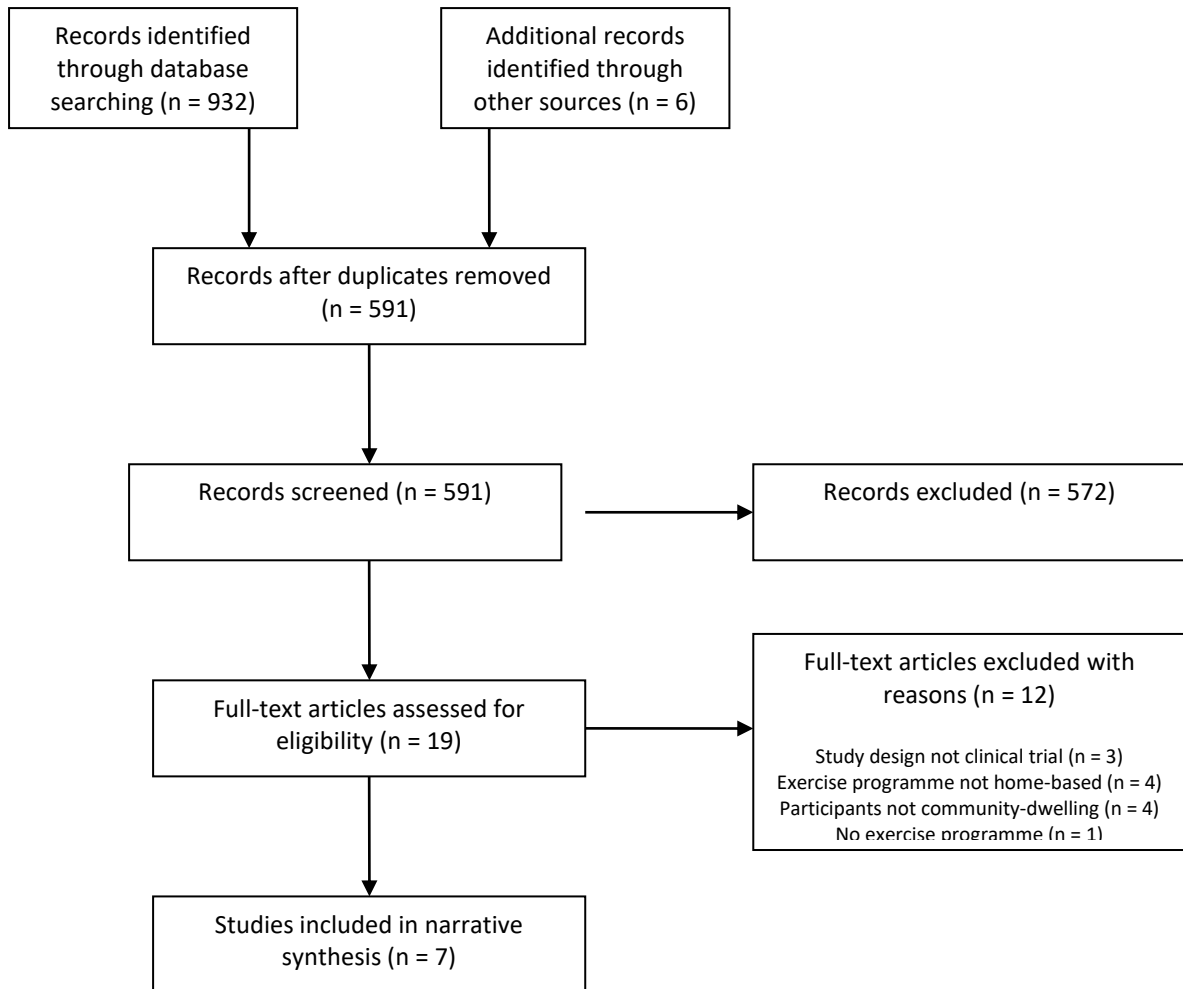 Records identified
through database
searching (n = 932)
Additional records
identified through
other sources (n = 6)
Records after duplicates removed
(n = 591)
Records screened (n = 591)
Records excluded (n = 572)
Full-text articles assessed for
eligibility (n = 19)
Full-text articles excluded with
reasons (n = 12)
Study design not clinical trial (n = 3)
Exercise programme not home-based (n = 4)
Participants not community-dwelling (n = 4)
No exercise programme (n = 1)
Studies included in narrative
synthesis (n = 7)